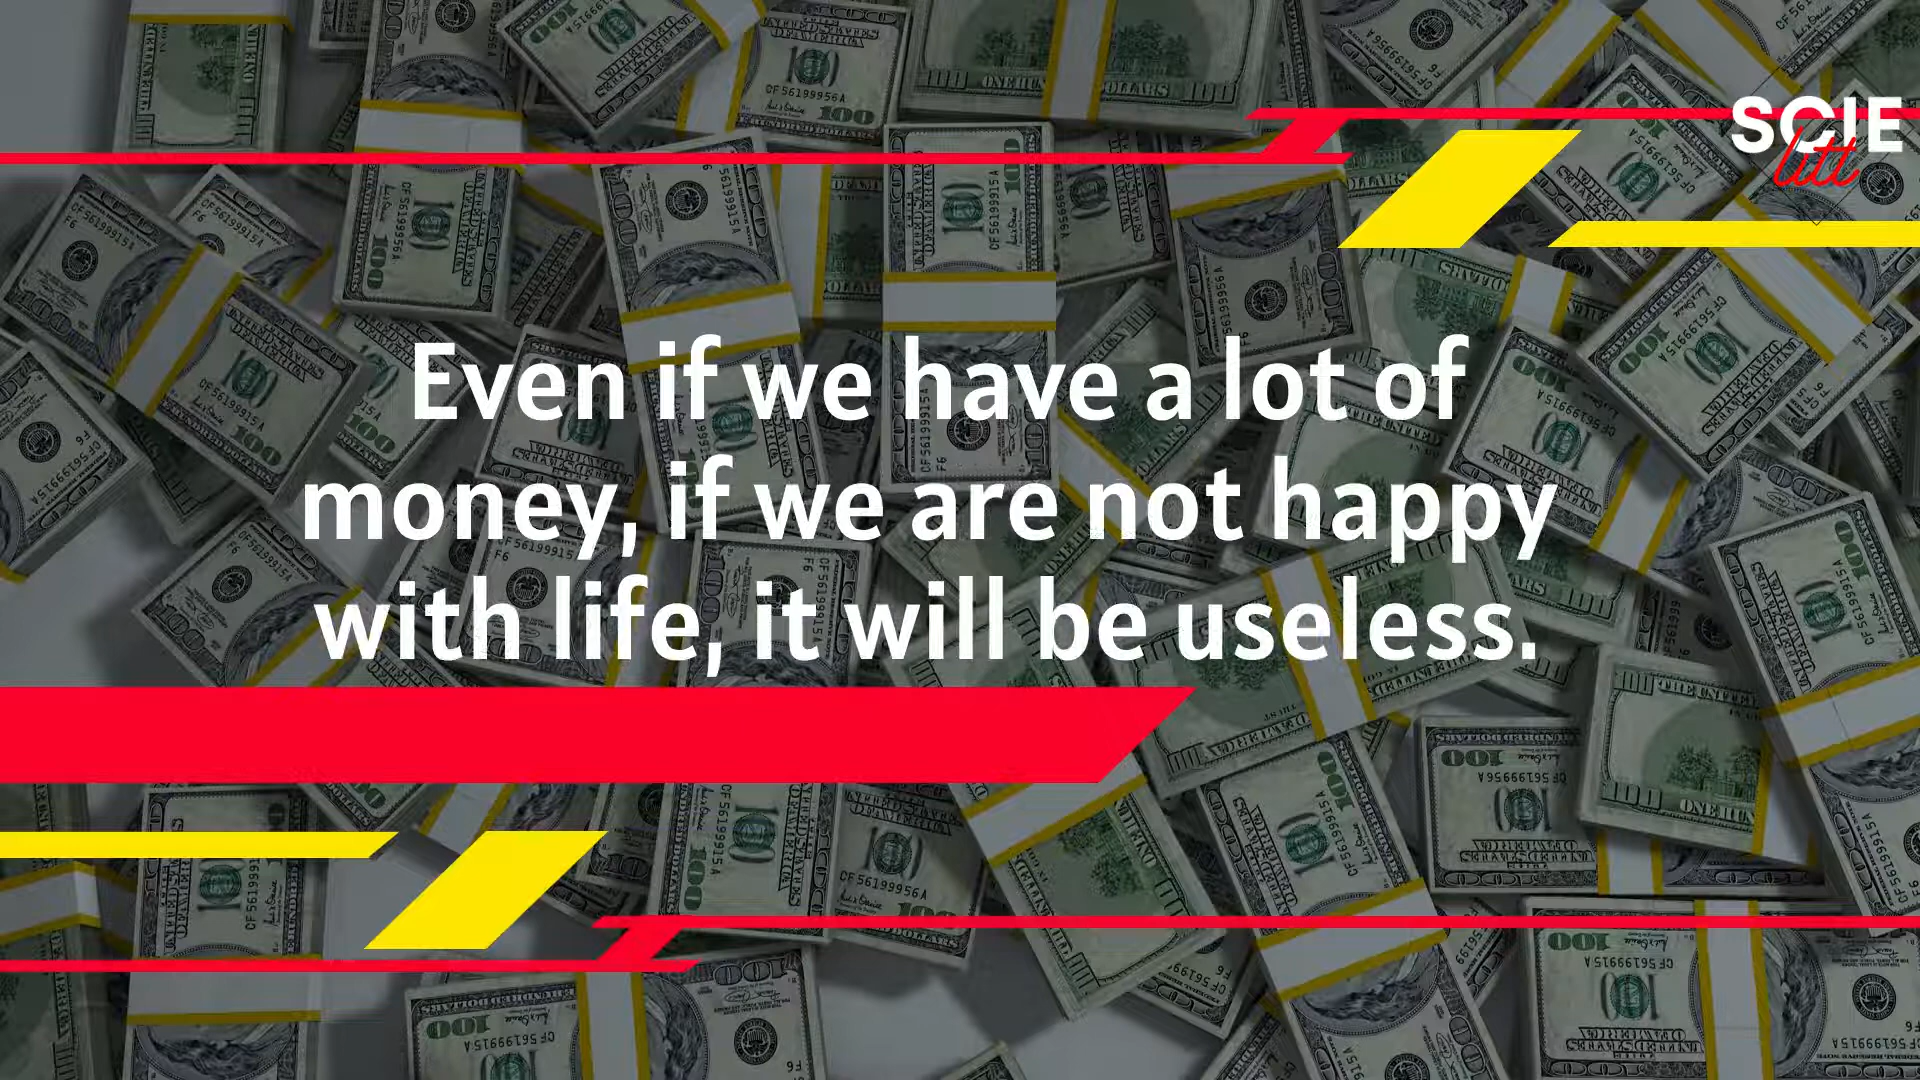 SCIE
litt
Even if we have a lot of
money, if we are not happy
with life, it will be useless.